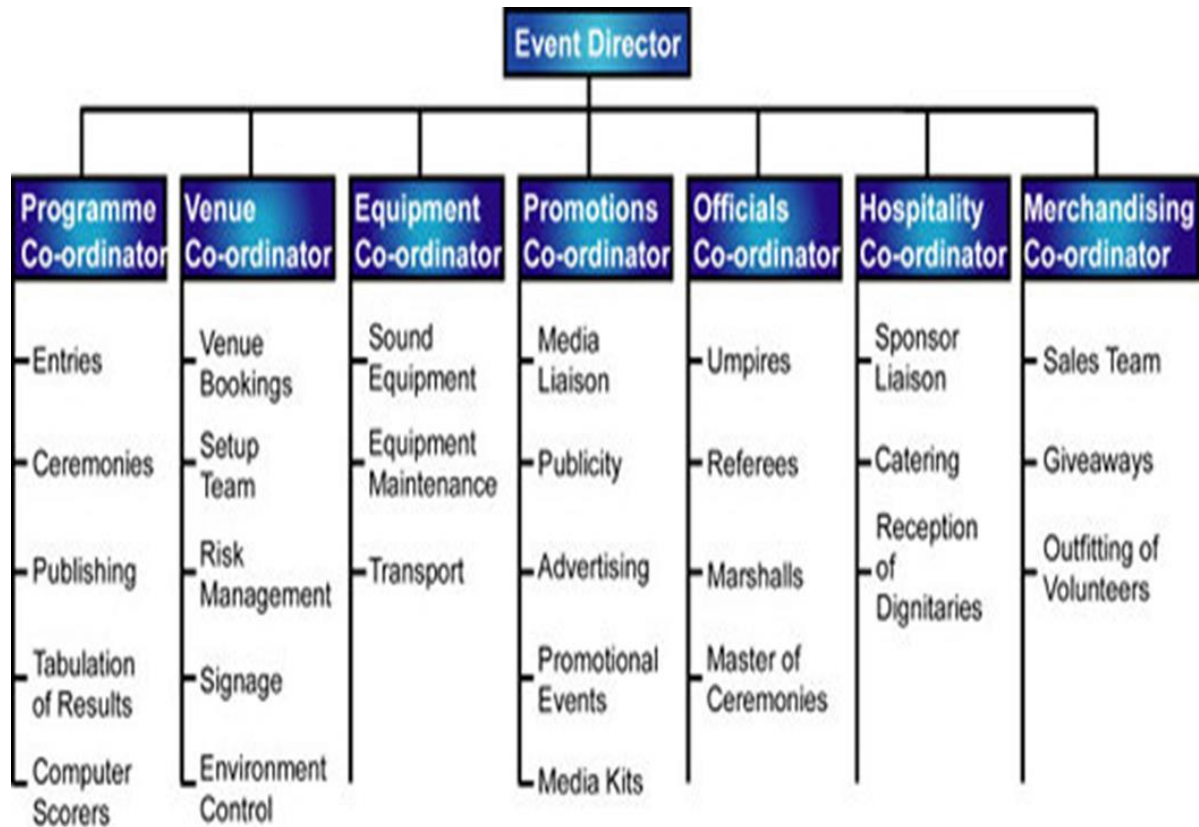 Event Director
Programme
Co-ordinator
Entries
Ceremonies
Publishing
Tabulation
of Results
Computer
Scorers
Venue
Co-ordinator
Venue
Bookings
Setup
Team
Risk
Management
Signage
Environment
Control
Equipment
Co-ordinator
Sound
Equipment
Equipment
Maintenance
Transport
Promotions
Co-ordinator
Media
Liaison
Publicity
Advertising
Promotional
Events
Media Kits
Officials
Co-ordinator
Umpires
Referees
Marshalls
Master of
Ceremonies
Hospitality
Co-ordinator
Sponsor
Liaison
Catering
Reception
of
Dignitaries
Merchandising
Co-ordinator
Sales Team
Giveaways
Outfitting of
Volunteers